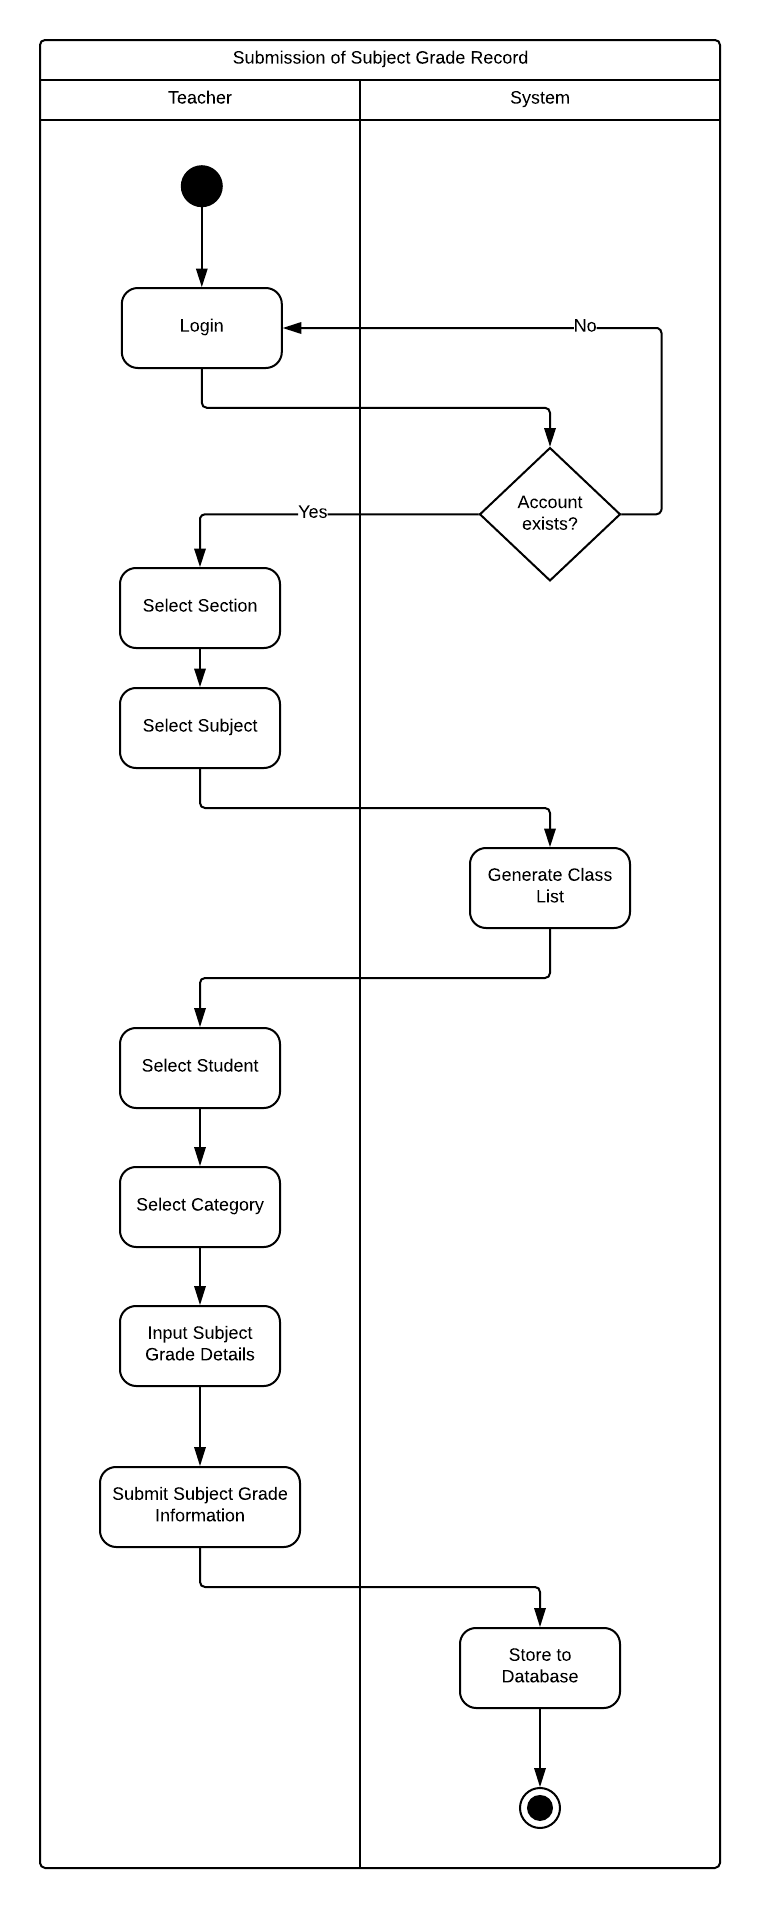 Submission of Subject Grade Record
Teacher
System
Login
No
Account
exists?
Yes
Select Section
Select Subject
Generate Class
List
Select Student
Select Category
Input Subject
Grade Details
Submit Subject Grade
Information
Store to
Database